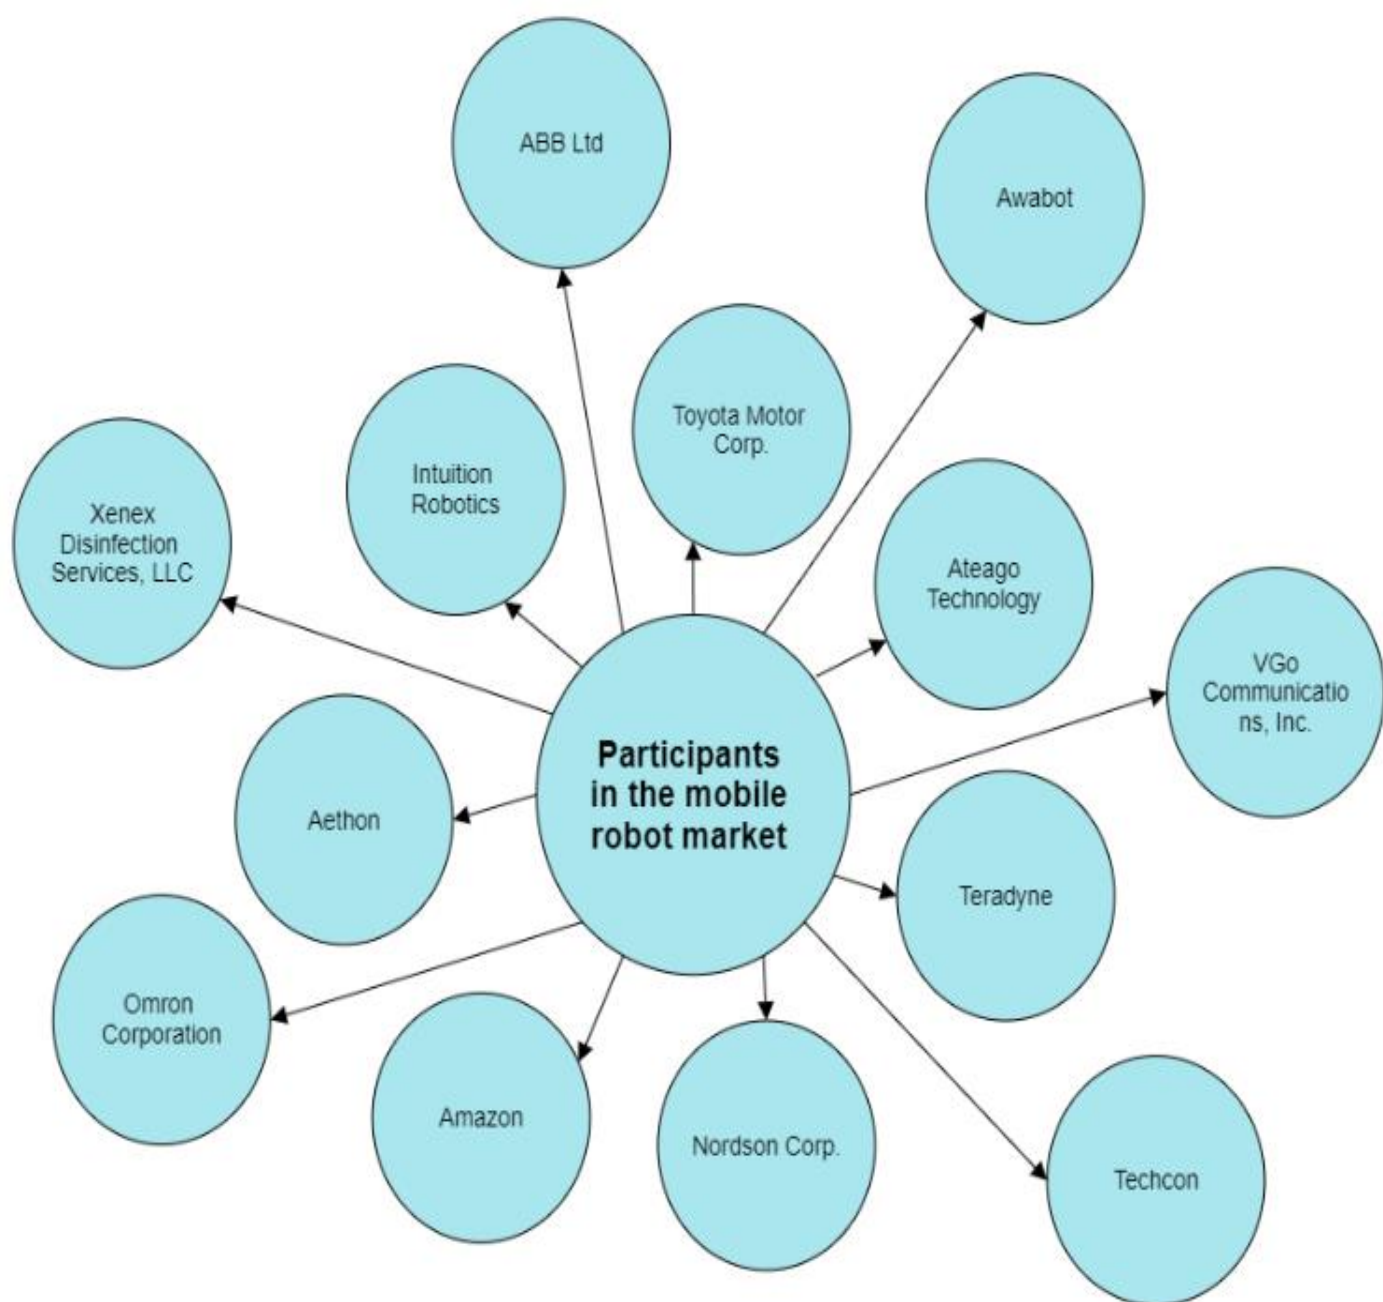 ABB Ltd
Awabot
Toyota Motor
Corp.
Intuition
Robotics
Xenex
Disinfection
Services, LLC
Ateago
Technology
VGo
Communicatio
ns, Inc.
Participants
in the mobile
robot market
Aethon
Teradyne
Omron
Corporation
Amazon
Nordson Corp.
Techcon